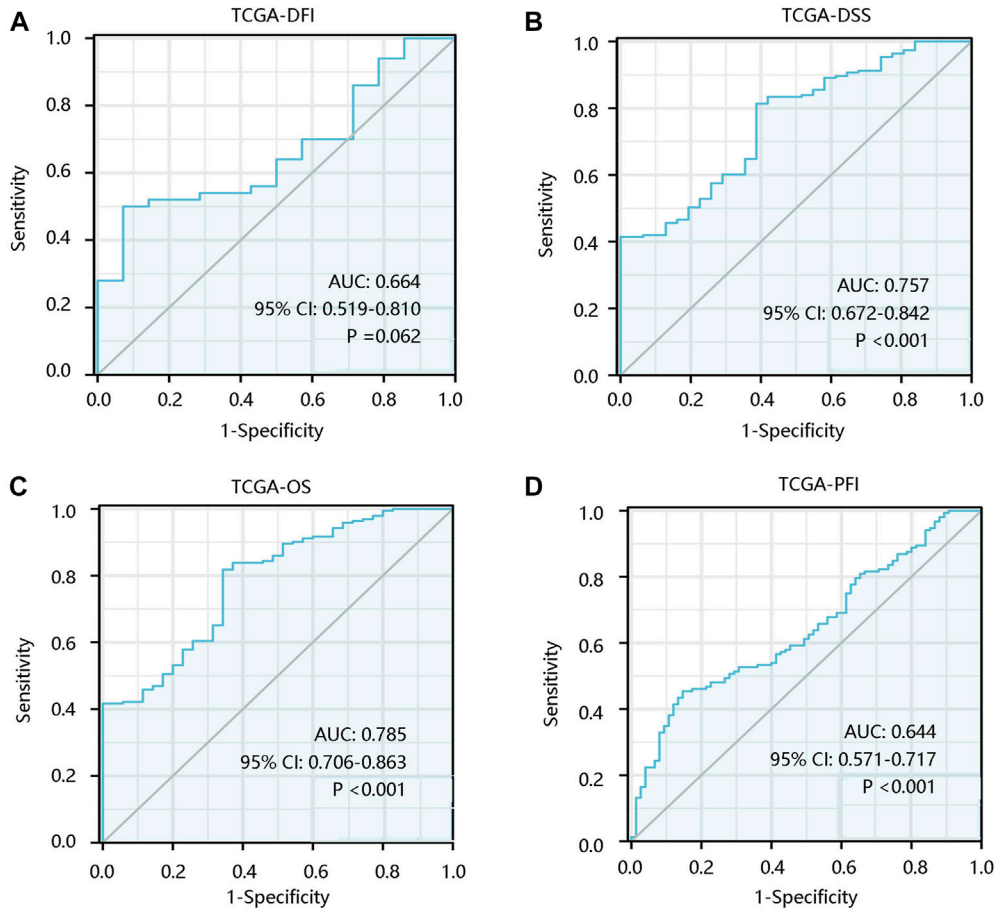 A
TCGA-DFI
1.0
0.8
0.6
0.4
0.2
0.0
Sensitivity
AUC: 0.664
95% CI: 0.519-0.810
P =0.062
0.0 0.2 0.4 0.6 0.8 1.0
1-Specificity
B
TCGA-DSS
1.0
0.8
0.6
0.4
0.2
0.0
Sensitivity
AUC: 0.757
95% CI: 0.672-0.842
P <0.001
0.0 0.2 0.4 0.6 0.8 1.0
1-Specificity
C
TCGA-OS
1.0
0.8
0.6
0.4
0.2
0.0
Sensitivity
AUC: 0.785
95% CI: 0.706-0.863
P <0.001
0.0 0.2 0.4 0.6 0.8 1.0
1-Specificity
D
TCGA-PFI
1.0
0.8
0.6
0.4
0.2
0.0
Sensitivity
AUC: 0.644
95% CI: 0.571-0.717
P <0.001
0.0 0.2 0.4 0.6 0.8 1.0
1-Specificity